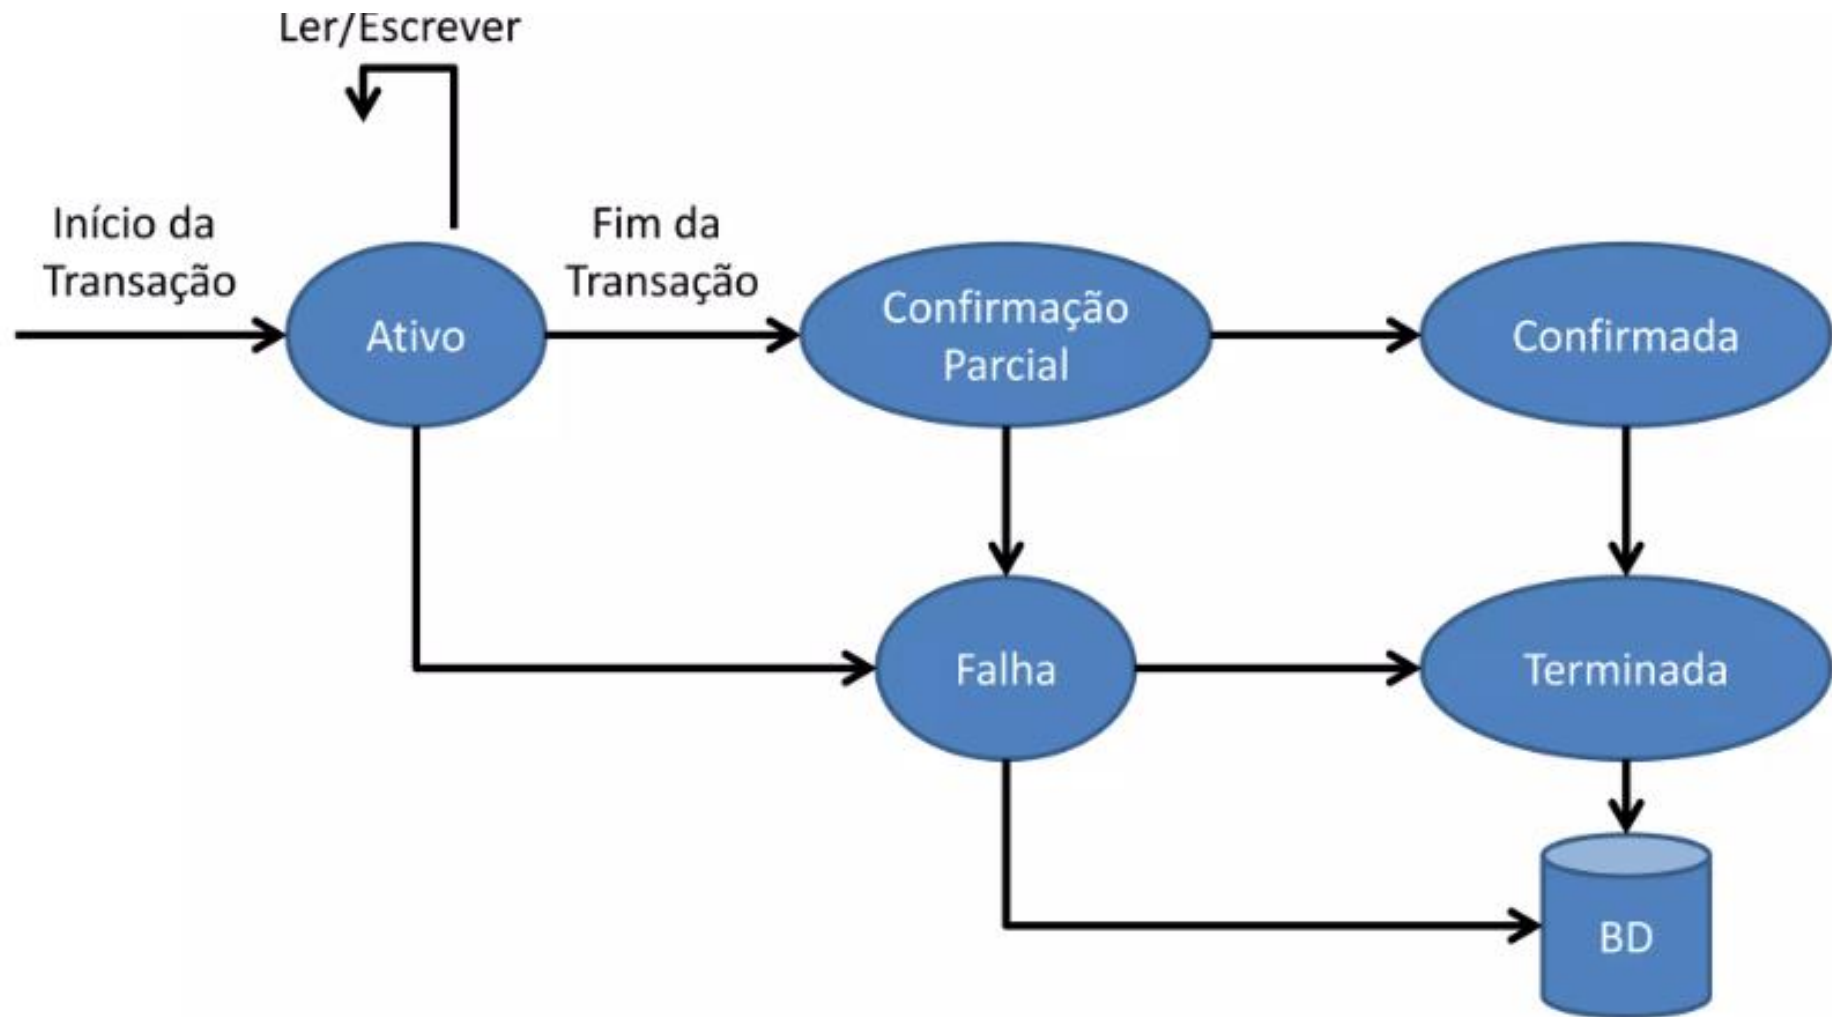 Ler/Escrever
Início da
Transação
Fim da
Transação
Ativo
Confirmação
Parcial
Confirmada
Falha
Terminada
BD